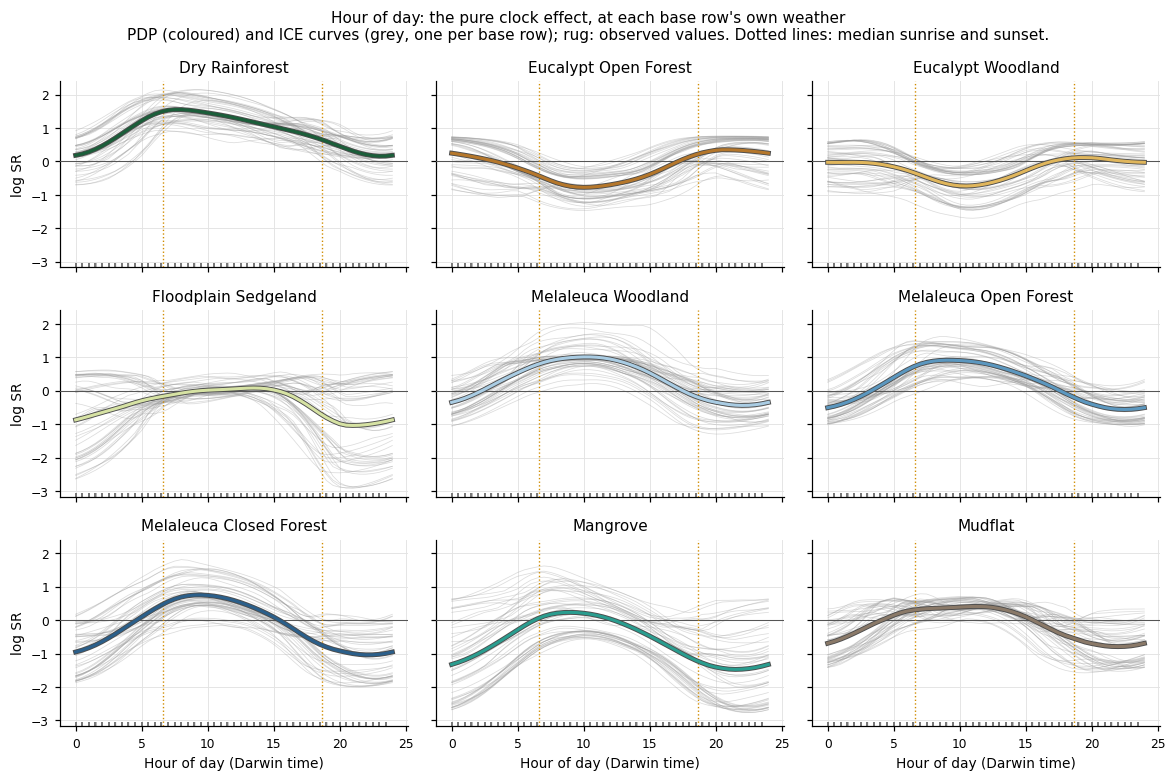 Hour of day: the pure clock effect, at each base row's own weather
PDP (coloured) and ICE curves (grey, one per base row); rug: observed values. Dotted lines: median sunrise and sunset.
Dry Rainforest
Eucalypt Open Forest
Eucalypt Woodland
log SR
2
1
0
−1
−2
−3
Floodplain Sedgeland
Melaleuca Woodland
Melaleuca Open Forest
log SR
2
1
0
−1
−2
−3
Melaleuca Closed Forest
Mangrove
Mudflat
log SR
2
1
0
−1
−2
−3
0 5 10 15 20 25
0 5 10 15 20 25
0 5 10 15 20 25
Hour of day (Darwin time)
Hour of day (Darwin time)
Hour of day (Darwin time)